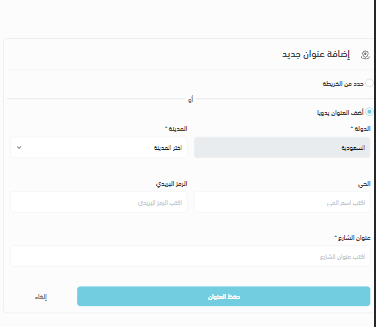 إضافة عنوان جديد
حدد من الخريطة
أو
أضف العنوان يدويا
الدولة *
المدينة *
السعودية
اختر المدينة
الحي
الرمز البريدي
اكتب اسم الحي
اكتب الرمز البريدي
عنوان الشارع *
اكتب عنوان الشارع
حفظ العنوان
إلغاء